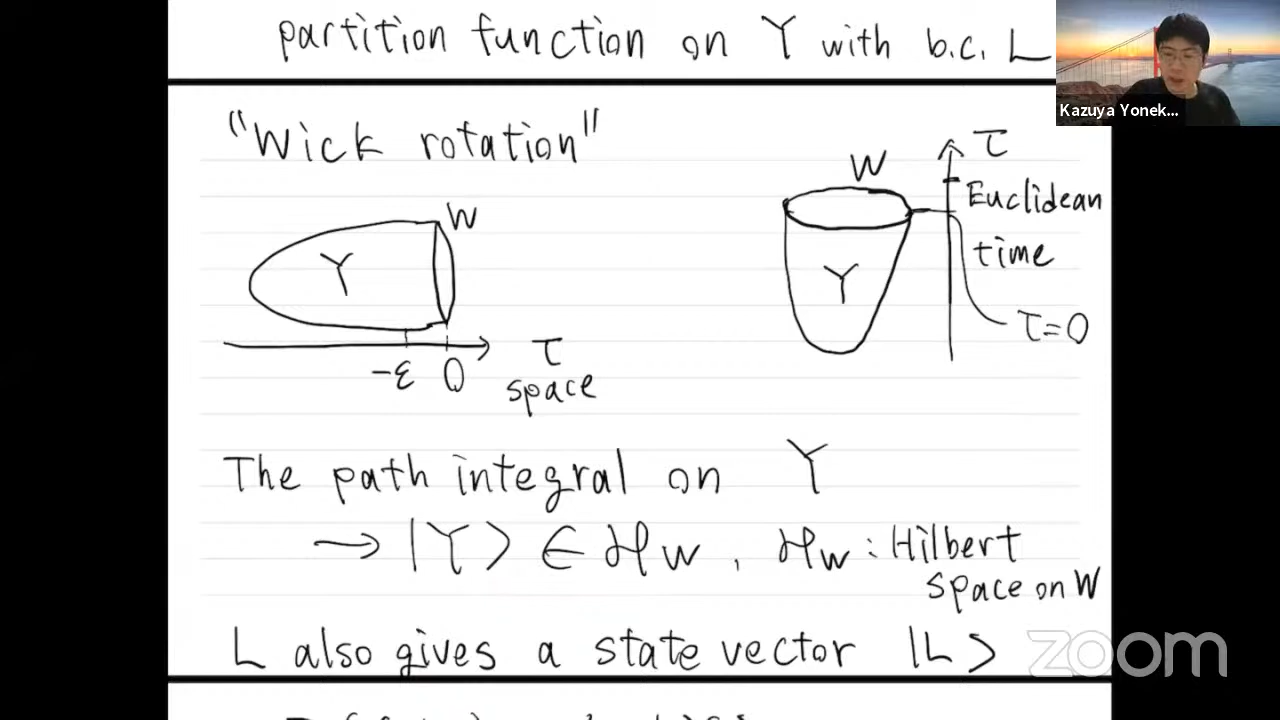 partition function on Y with b.c. L
Kazuya Yonek...
"Wick rotation"
W
Y
-ε 0 τ
space
W
Y
τ
Euclidean
time
τ=0
The path integral on Y
→ |Y> ∈ ℋw, ℋw : Hilbert
space on W
L also gives a state vector |L>
zoom